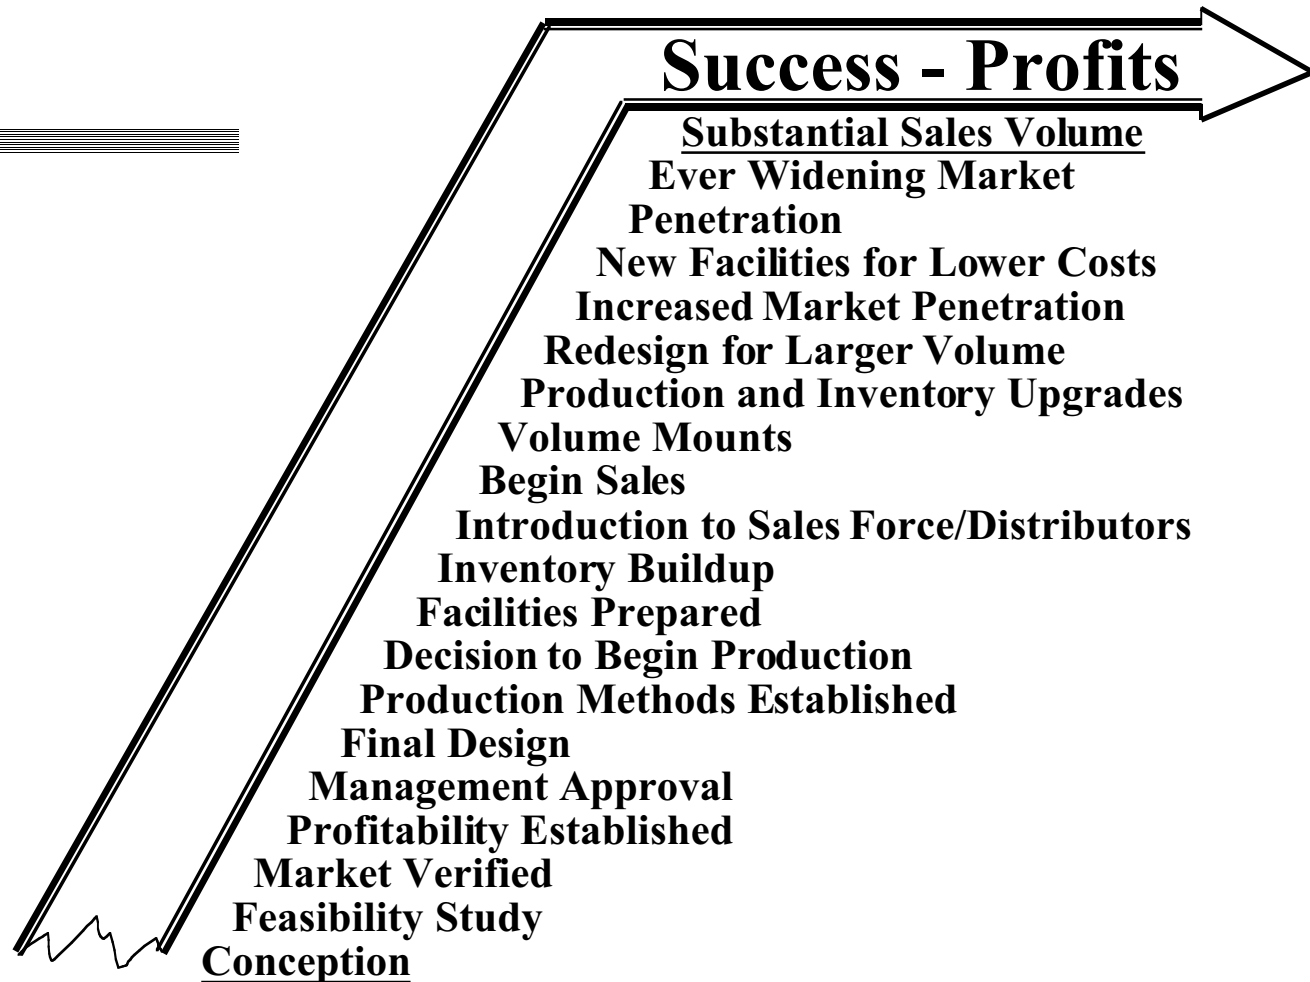 Success - Profits
Substantial Sales Volume
Ever Widening Market
Penetration
New Facilities for Lower Costs
Increased Market Penetration
Redesign for Larger Volume
Production and Inventory Upgrades
Volume Mounts
Begin Sales
Introduction to Sales Force/Distributors
Inventory Buildup
Facilities Prepared
Decision to Begin Production
Production Methods Established
Final Design
Management Approval
Profitability Established
Market Verified
Feasibility Study
Conception